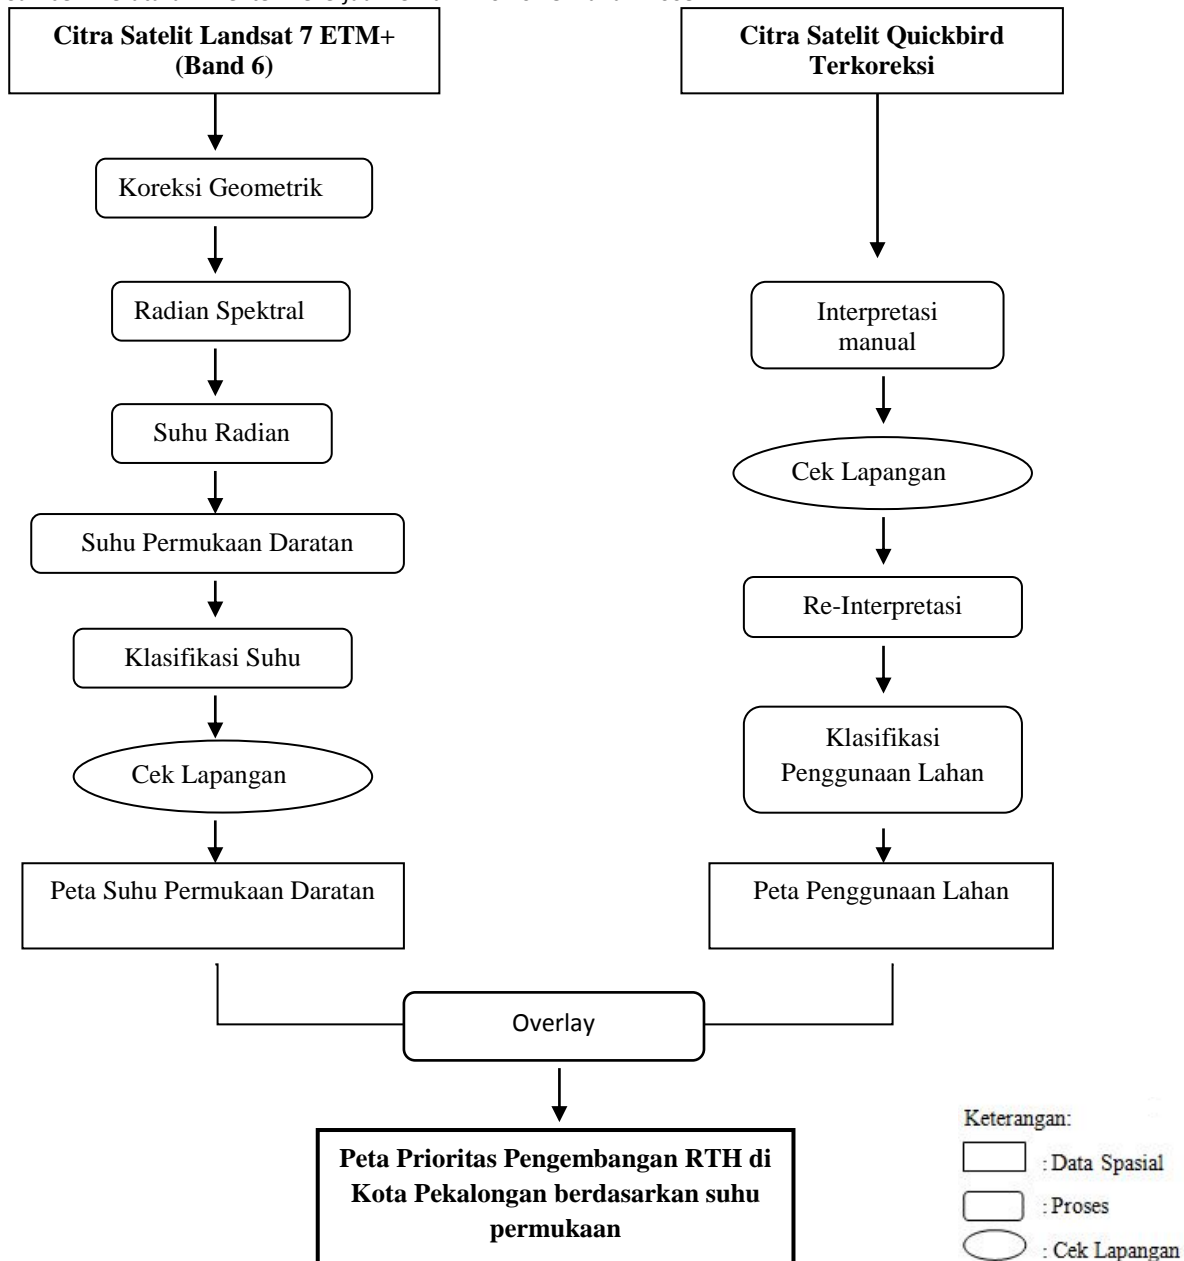 Citra Satelit Landsat 7 ETM+
(Band 6)
Koreksi Geometrik
Radian Spektral
Suhu Radian
Suhu Permukaan Daratan
Klasifikasi Suhu
Cek Lapangan
Peta Suhu Permukaan Daratan
Citra Satelit Quickbird
Terkoreksi
Interpretasi
manual
Cek Lapangan
Re-Interpretasi
Klasifikasi
Penggunaan Lahan
Peta Penggunaan Lahan
Overlay
Peta Prioritas Pengembangan RTH di
Kota Pekalongan berdasarkan suhu
permukaan
Keterangan:
: Data Spasial
: Proses
: Cek Lapangan